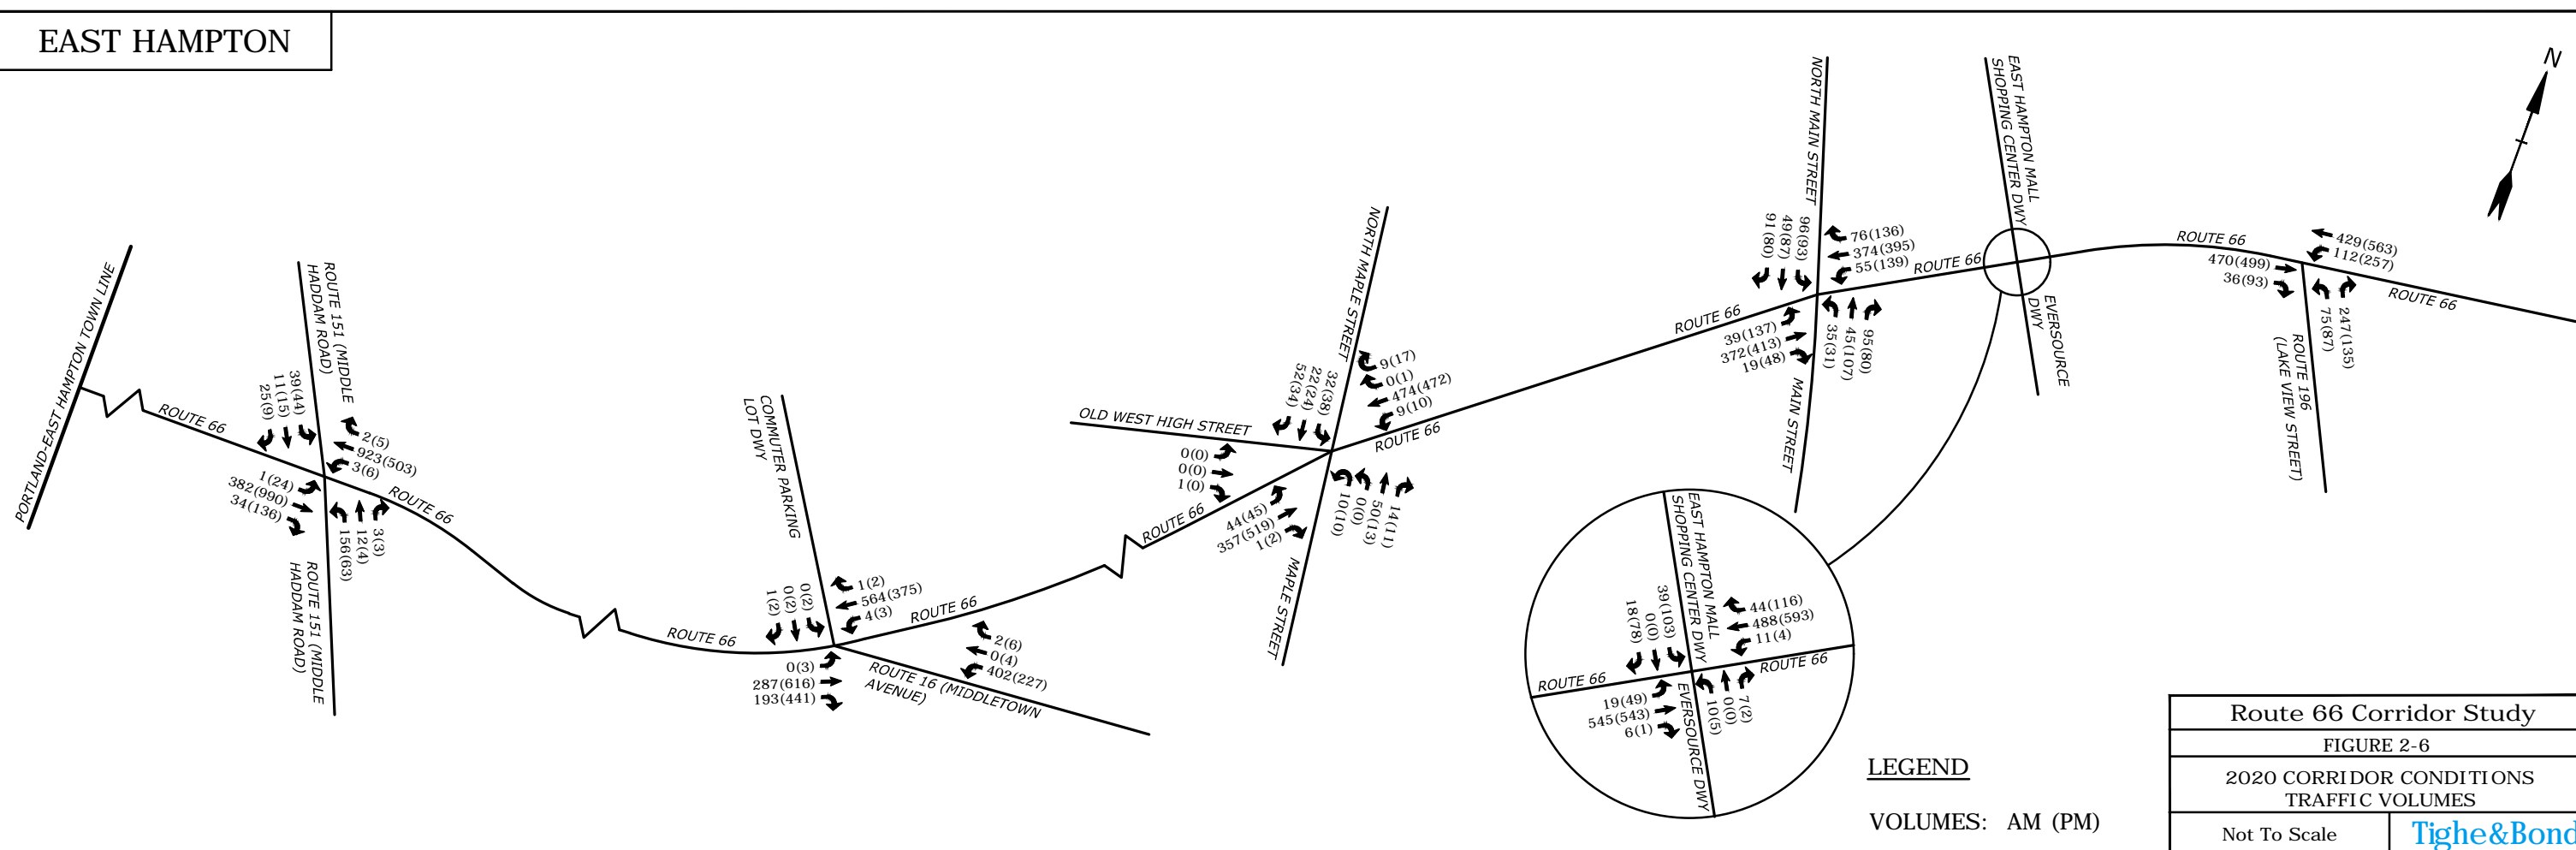 EAST HAMPTON
N
PORTLAND-EAST HAMPTON TOWN LINE
ROUTE 66
ROUTE 151 (MIDDLE
HADDAM ROAD)
39(44)
11(15)
25(9)
2(5)
923(503)
3(6)
1(24)
382(990)
34(136)
ROUTE 66
156(63)
12(4)
3(3)
ROUTE 151 (MIDDLE
HADDAM ROAD)
ROUTE 66
COMMUTER PARKING
LOT DWY
0(2)
0(2)
1(2)
1(2)
564(375)
4(3)
ROUTE 66
0(3)
287(616)
193(441)
2(6)
0(4)
402(227)
ROUTE 16 (MIDDLETOWN
AVENUE)
OLD WEST HIGH STREET
0(0)
0(0)
1(0)
ROUTE 66
NORTH MAPLE STREET
32(38)
22(24)
52(34)
9(17)
0(1)
474(472)
9(10)
ROUTE 66
44(45)
357(519)
1(2)
10(10)
0(0)
50(13)
14(11)
MAPLE STREET
ROUTE 66
NORTH MAIN STREET
96(93)
49(87)
91(80)
76(136)
374(395)
55(139)
39(137)
372(413)
19(48)
35(31)
45(107)
95(80)
MAIN STREET
ROUTE 66
EAST HAMPTON MALL
SHOPPING CENTER DWY
EVERSOURCE
DWY
ROUTE 66
429(563)
112(257)
470(499)
36(93)
75(87)
247(135)
ROUTE 66
ROUTE 196
(LAKE VIEW STREET)
EAST HAMPTON MALL
SHOPPING CENTER DWY
39(103)
0(0)
18(78)
44(116)
488(593)
11(4)
ROUTE 66
ROUTE 66
19(49)
545(543)
6(1)
10(5)
0(0)
7(2)
EVERSOURCE DWY
LEGEND
VOLUMES: AM (PM)
Route 66 Corridor Study
FIGURE 2-6
2020 CORRIDOR CONDITIONS
TRAFFIC VOLUMES
Not To Scale
Tighe&Bond